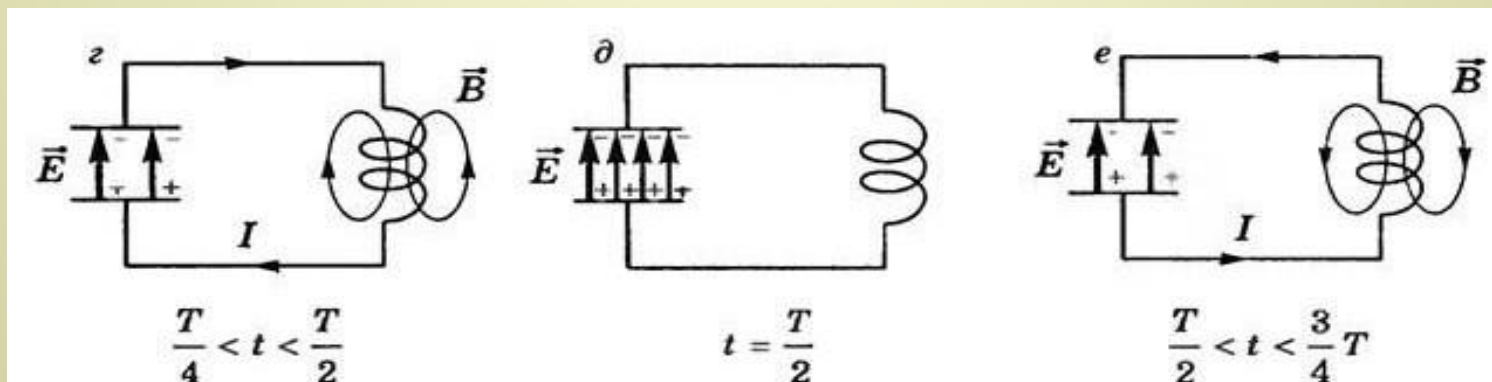 г
E⃗
- -
+ +
I
B⃗
T/4 < t < T/2
д
E⃗
- - - -
+ + + +
t = T/2
е
E⃗
- -
+ +
I
B⃗
T/2 < t < 3/4 T